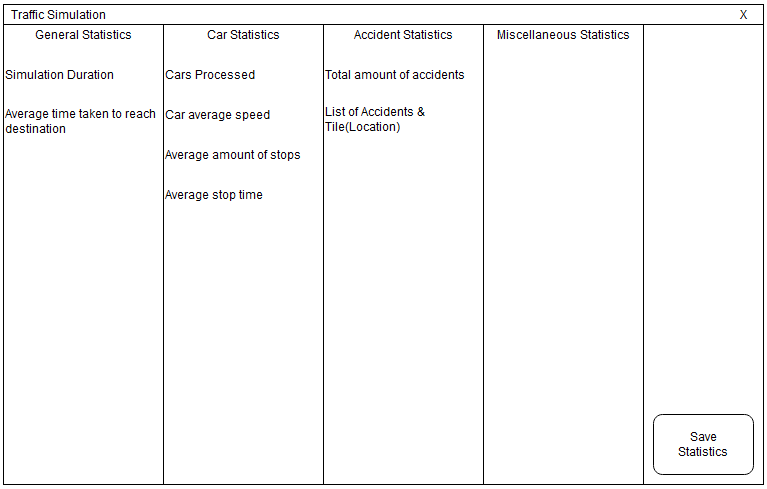 Traffic Simulation X
General Statistics
Simulation Duration
Average time taken to reach
destination
Car Statistics
Cars Processed
Car average speed
Average amount of stops
Average stop time
Accident Statistics
Total amount of accidents
List of Accidents &
Tile(Location)
Miscellaneous Statistics
Save
Statistics